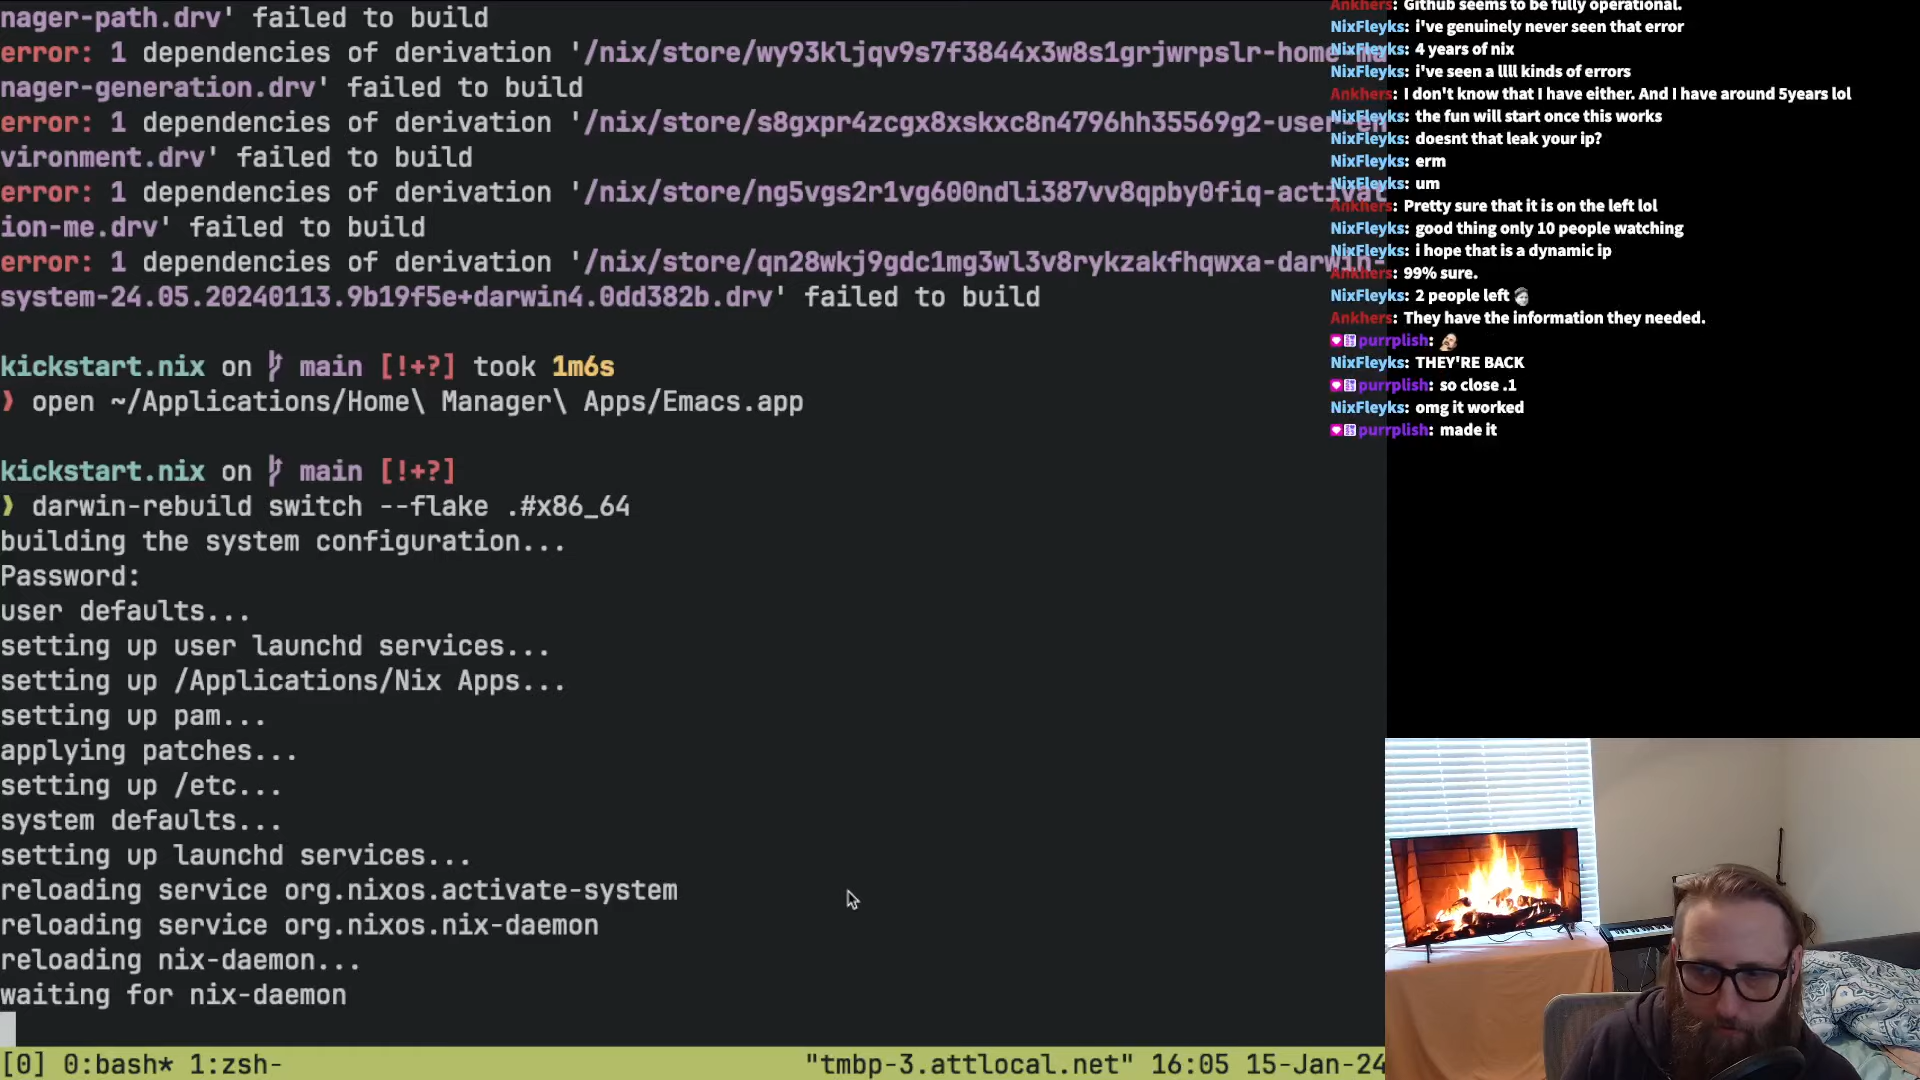 nager-path.drv' failed to build
error: 1 dependencies of derivation '/nix/store/wy93kljqv9s7f3844x3w8s1grjwrpslr-home-ma
nager-generation.drv' failed to build
error: 1 dependencies of derivation '/nix/store/s8gxpr4zcgx8xskxc8n4796hh35569g2-user-en
vironment.drv' failed to build
error: 1 dependencies of derivation '/nix/store/ng5vgs2r1vg600ndli387vv8qpby0fiq-activat
ion-me.drv' failed to build
error: 1 dependencies of derivation '/nix/store/qn28wkj9gdc1mg3wl3v8rykzakfhqwxa-darwin-
system-24.05.20240113.9b19f5e+darwin4.0dd382b.drv' failed to build
kickstart.nix on main [!+?] took 1m6s
❯ open ~/Applications/Home\ Manager\ Apps/Emacs.app
kickstart.nix on main [!+?]
❯ darwin-rebuild switch --flake .#x86_64
building the system configuration...
Password:
user defaults...
setting up user launchd services...
setting up /Applications/Nix Apps...
setting up pam...
applying patches...
setting up /etc...
system defaults...
setting up launchd services...
reloading service org.nixos.activate-system
reloading service org.nixos.nix-daemon
reloading nix-daemon...
waiting for nix-daemon
[0] 0:bash* 1:zsh- "tmbp-3.attlocal.net" 16:05 15-Jan-24
Ankhers: Github seems to be fully operational.
NixFleyks: i've genuinely never seen that error
NixFleyks: 4 years of nix
NixFleyks: i've seen a llll kinds of errors
Ankhers: I don't know that I have either. And I have around 5years lol
NixFleyks: the fun will start once this works
NixFleyks: doesnt that leak your ip?
NixFleyks: erm
NixFleyks: um
Ankhers: Pretty sure that it is on the left lol
NixFleyks: good thing only 10 people watching
NixFleyks: i hope that is a dynamic ip
Ankhers: 99% sure.
NixFleyks: 2 people left
Ankhers: They have the information they needed.
purrplish:
NixFleyks: THEY'RE BACK
purrplish: so close .1
NixFleyks: omg it worked
purrplish: made it